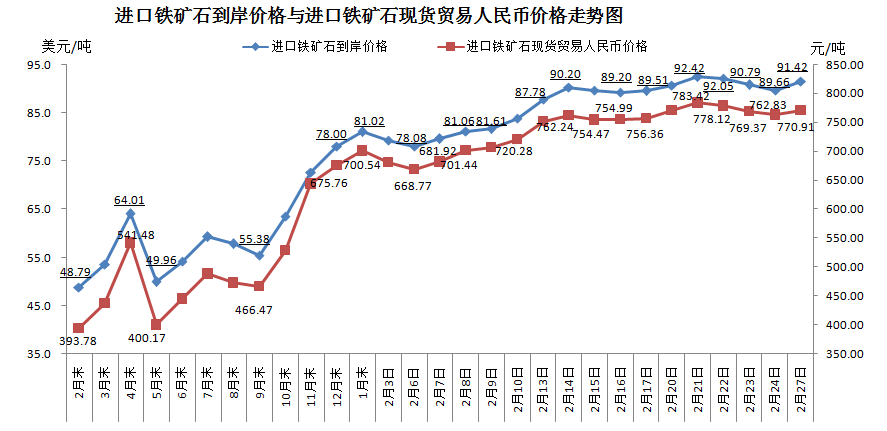 进口铁矿石到岸价格与进口铁矿石现货贸易人民币价格走势图
美元/吨
进口铁矿石到岸价格
进口铁矿石现货贸易人民币价格
元/吨
95.0
85.0
75.0
65.0
55.0
45.0
35.0
850.00
800.00
750.00
700.00
650.00
600.00
550.00
500.00
450.00
400.00
350.00
48.79
64.01
49.96
55.38
78.00
81.02
78.08
81.06
81.61
87.78
90.20
89.20
89.51
92.42
92.05
90.79
89.66
91.42
393.78
541.48
400.17
466.47
675.76
700.54
668.77
681.92
701.44
720.28
762.24
754.47
754.99
756.36
783.42
778.12
769.37
762.83
770.91
2月末
3月末
4月末
5月末
6月末
7月末
8月末
9月末
10月末
11月末
12月末
1月末
2月3日
2月6日
2月7日
2月8日
2月9日
2月10日
2月13日
2月14日
2月15日
2月16日
2月17日
2月20日
2月21日
2月22日
2月23日
2月24日
2月27日